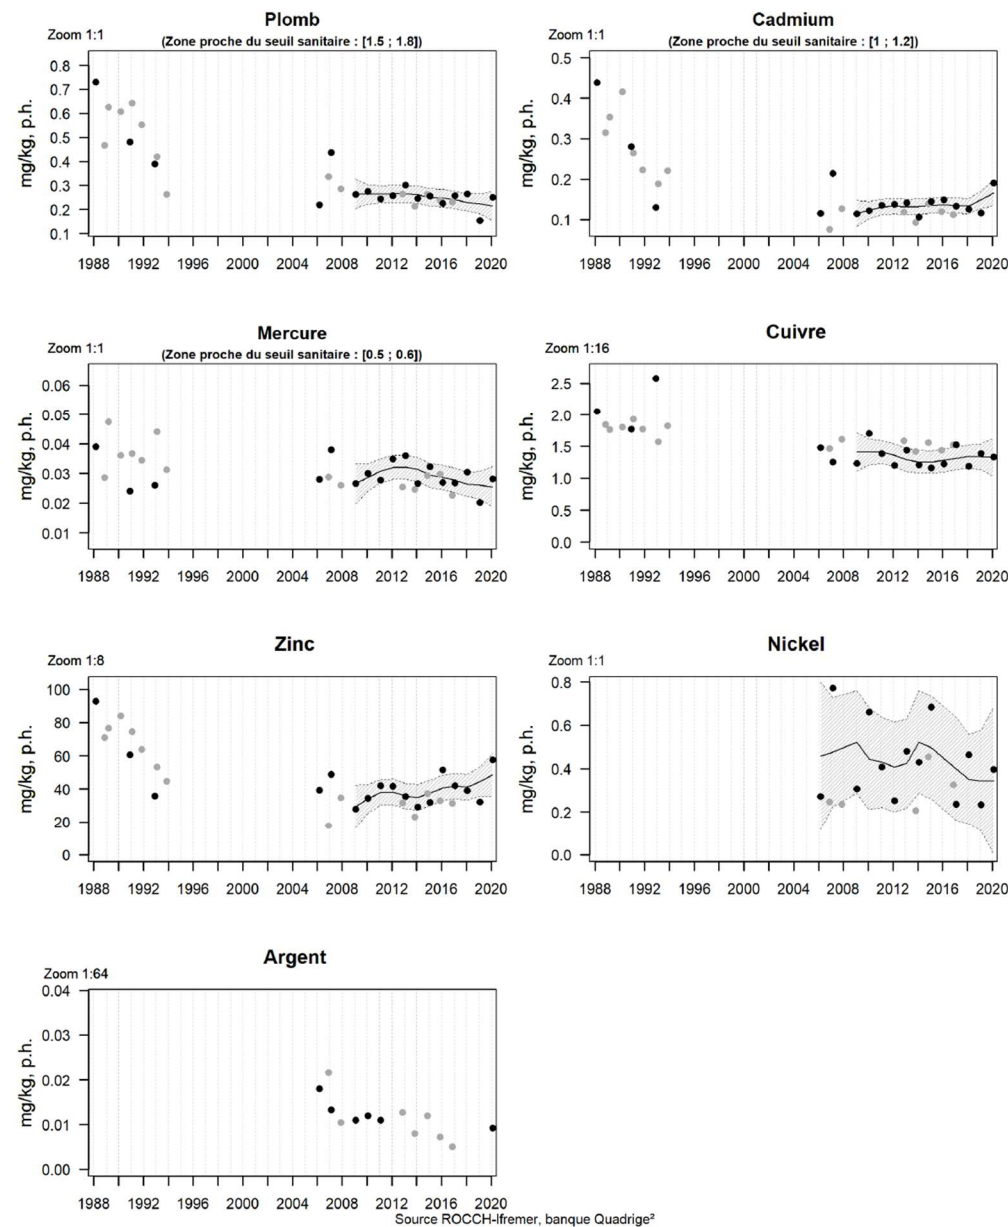 Plomb
Zoom 1:1
(Zone proche du seuil sanitaire : [1.5 ; 1.8])
mg/kg, p.h.
0.8
0.7
0.6
0.5
0.4
0.3
0.2
0.1
1988 1992 1996 2000 2004 2008 2012 2016 2020
Cadmium
Zoom 1:1
(Zone proche du seuil sanitaire : [1 ; 1.2])
mg/kg, p.h.
0.5
0.4
0.3
0.2
0.1
1988 1992 1996 2000 2004 2008 2012 2016 2020
Mercure
Zoom 1:1
(Zone proche du seuil sanitaire : [0.5 ; 0.6])
mg/kg, p.h.
0.06
0.05
0.04
0.03
0.02
0.01
1988 1992 1996 2000 2004 2008 2012 2016 2020
Cuivre
Zoom 1:16
mg/kg, p.h.
2.5
2.0
1.5
1.0
0.5
0.0
1988 1992 1996 2000 2004 2008 2012 2016 2020
Zinc
Zoom 1:8
mg/kg, p.h.
100
80
60
40
20
0
1988 1992 1996 2000 2004 2008 2012 2016 2020
Nickel
Zoom 1:1
mg/kg, p.h.
0.8
0.6
0.4
0.2
0.0
1988 1992 1996 2000 2004 2008 2012 2016 2020
Argent
Zoom 1:64
mg/kg, p.h.
0.04
0.03
0.02
0.01
0.00
1988 1992 1996 2000 2004 2008 2012 2016 2020
Source ROCCH-Ifremer, banque Quadrige²